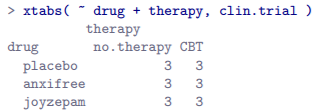 > xtabs( ~ drug + therapy, clin.trial )
therapy
drug no.therapy CBT
placebo 3 3
anxifree 3 3
joyzepam 3 3